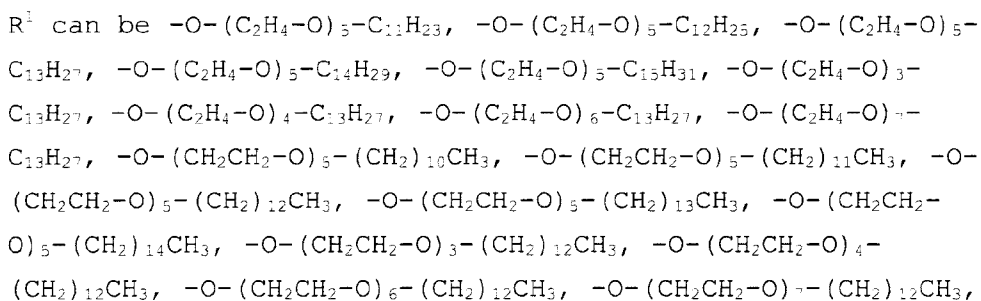 R¹ can be -O-(C₂H₄-O)₅-C₁₁H₂₃, -O-(C₂H₄-O)₅-C₁₂H₂₅, -O-(C₂H₄-O)₅-
C₁₃H₂₇, -O-(C₂H₄-O)₅-C₁₄H₂₉, -O-(C₂H₄-O)₅-C₁₅H₃₁, -O-(C₂H₄-O)₃-
C₁₃H₂₇, -O-(C₂H₄-O)₄-C₁₃H₂₇, -O-(C₂H₄-O)₆-C₁₃H₂₇, -O-(C₂H₄-O)₇-
C₁₃H₂₇, -O-(CH₂CH₂-O)₅-(CH₂)₁₀CH₃, -O-(CH₂CH₂-O)₅-(CH₂)₁₁CH₃, -O-
(CH₂CH₂-O)₅-(CH₂)₁₂CH₃, -O-(CH₂CH₂-O)₅-(CH₂)₁₃CH₃, -O-(CH₂CH₂-
O)₅-(CH₂)₁₄CH₃, -O-(CH₂CH₂-O)₃-(CH₂)₁₂CH₃, -O-(CH₂CH₂-O)₄-
(CH₂)₁₂CH₃, -O-(CH₂CH₂-O)₆-(CH₂)₁₂CH₃, -O-(CH₂CH₂-O)₇-(CH₂)₁₂CH₃,